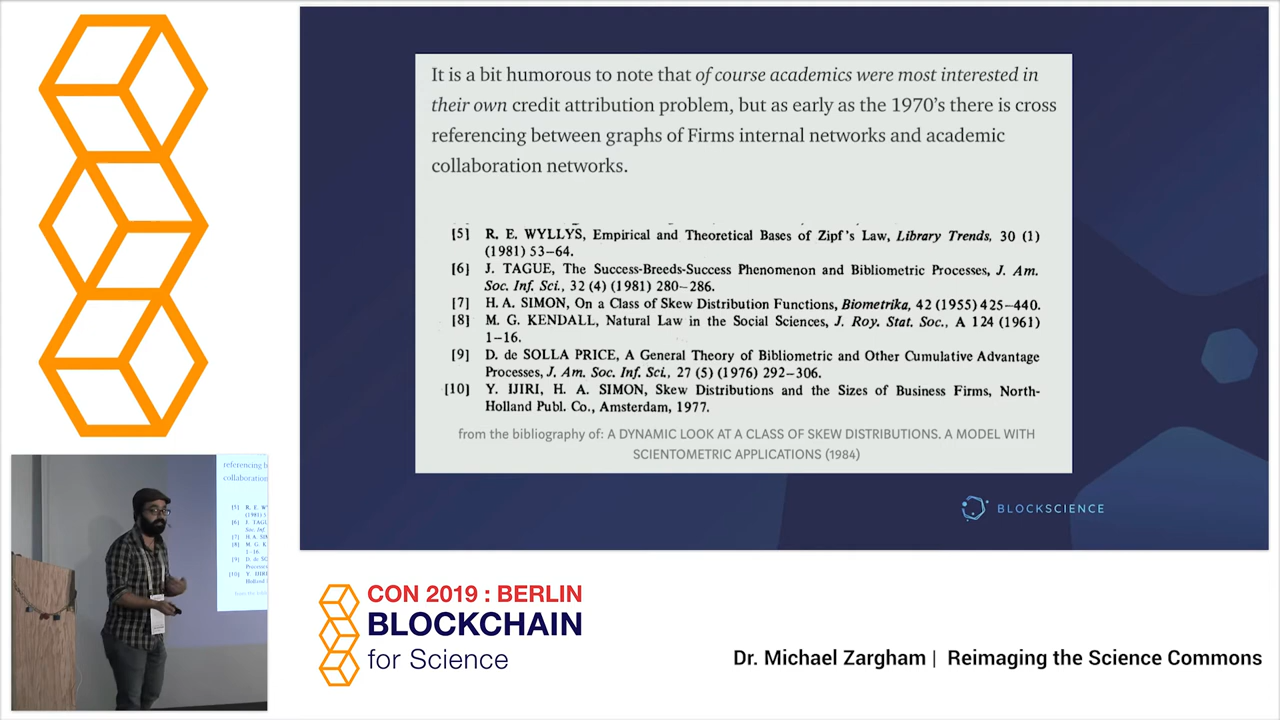 It is a bit humorous to note that of course academics were most interested in
their own credit attribution problem, but as early as the 1970's there is cross
referencing between graphs of Firms internal networks and academic
collaboration networks.
[5] R. E. WYLLYS, Empirical and Theoretical Bases of Zipf's Law, Library Trends, 30 (1)
(1981) 53–64.
[6] J. TAGUE, The Success-Breeds-Success Phenomenon and Bibliometric Processes, J. Am.
Soc. Inf. Sci., 32 (4) (1981) 280–286.
[7] H. A. SIMON, On a Class of Skew Distribution Functions, Biometrika, 42 (1955) 425–440.
[8] M. G. KENDALL, Natural Law in the Social Sciences, J. Roy. Stat. Soc., A 124 (1961)
1–16.
[9] D. de SOLLA PRICE, A General Theory of Bibliometric and Other Cumulative Advantage
Processes, J. Am. Soc. Inf. Sci., 27 (5) (1976) 292–306.
[10] Y. IJIRI, H. A. SIMON, Skew Distributions and the Sizes of Business Firms, North-
Holland Publ. Co., Amsterdam, 1977.
from the bibliography of: A DYNAMIC LOOK AT A CLASS OF SKEW DISTRIBUTIONS. A MODEL WITH
SCIENTOMETRIC APPLICATIONS (1984)
BLOCKSCIENCE
referencing b
collaboration
CON 2019 : BERLIN
BLOCKCHAIN
for Science
Dr. Michael Zargham | Reimaging the Science Commons